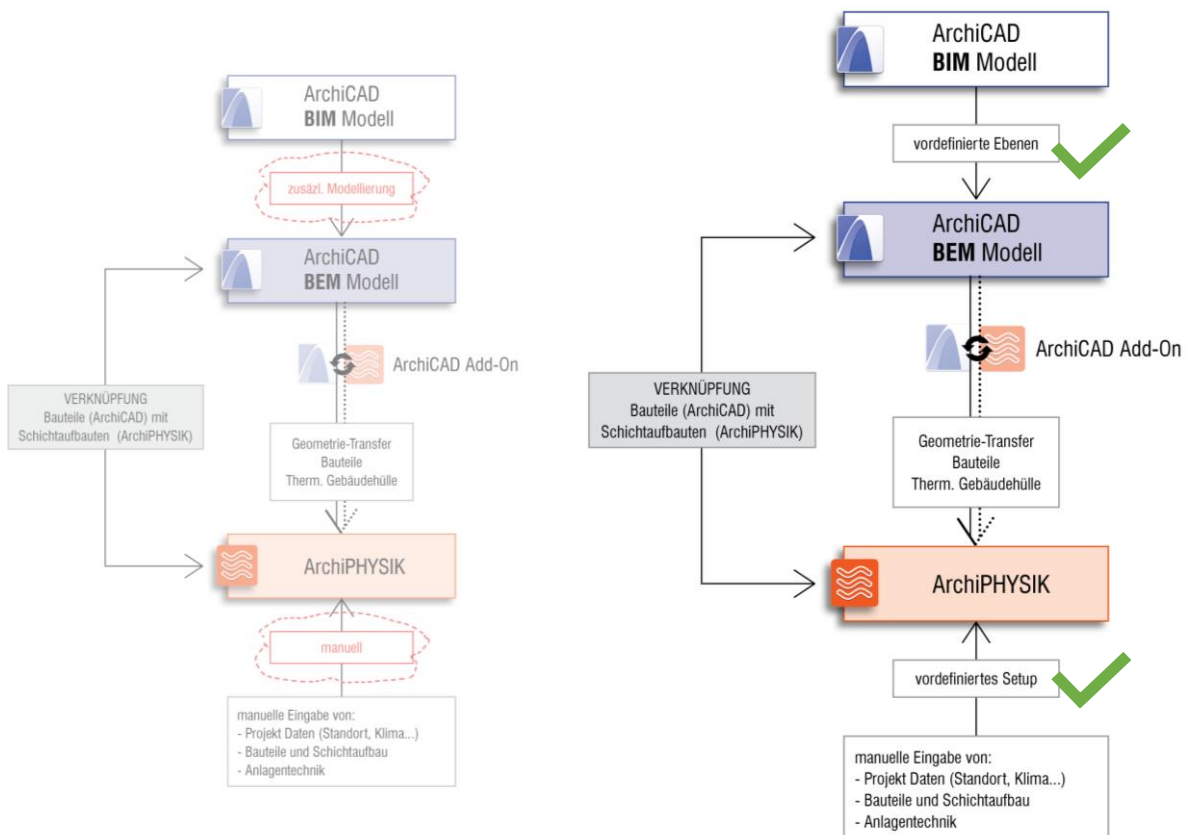 ArchiCAD
BIM Modell
zusäzl. Modellierung
ArchiCAD
BEM Modell
ArchiCAD Add-On
VERKNÜPFUNG
Bauteile (ArchiCAD) mit
Schichtaufbauten (ArchiPHYSIK)
Geometrie-Transfer
Bauteile
Therm. Gebäudehülle
ArchiPHYSIK
manuell
manuelle Eingabe von:
- Projekt Daten (Standort, Klima...)
- Bauteile und Schichtaufbau
- Anlagentechnik
ArchiCAD
BIM Modell
vordefinierte Ebenen
ArchiCAD
BEM Modell
ArchiCAD Add-On
VERKNÜPFUNG
Bauteile (ArchiCAD) mit
Schichtaufbauten (ArchiPHYSIK)
Geometrie-Transfer
Bauteile
Therm. Gebäudehülle
ArchiPHYSIK
vordefiniertes Setup
manuelle Eingabe von:
- Projekt Daten (Standort, Klima...)
- Bauteile und Schichtaufbau
- Anlagentechnik